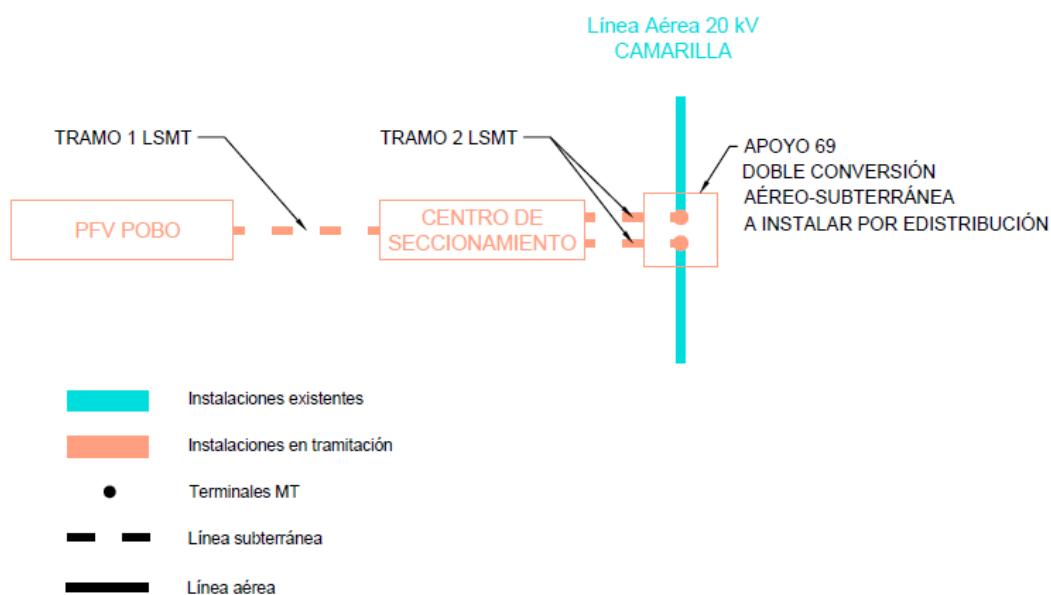 Línea Aérea 20 kV
CAMARILLA
TRAMO 1 LSMT
TRAMO 2 LSMT
APOYO 69
DOBLE CONVERSIÓN
AÉREO-SUBTERRÁNEA
A INSTALAR POR EDISTRIBUCIÓN
PFV POBO
CENTRO DE
SECCIONAMIENTO
Instalaciones existentes
Instalaciones en tramitación
Terminales MT
Línea subterránea
Línea aérea